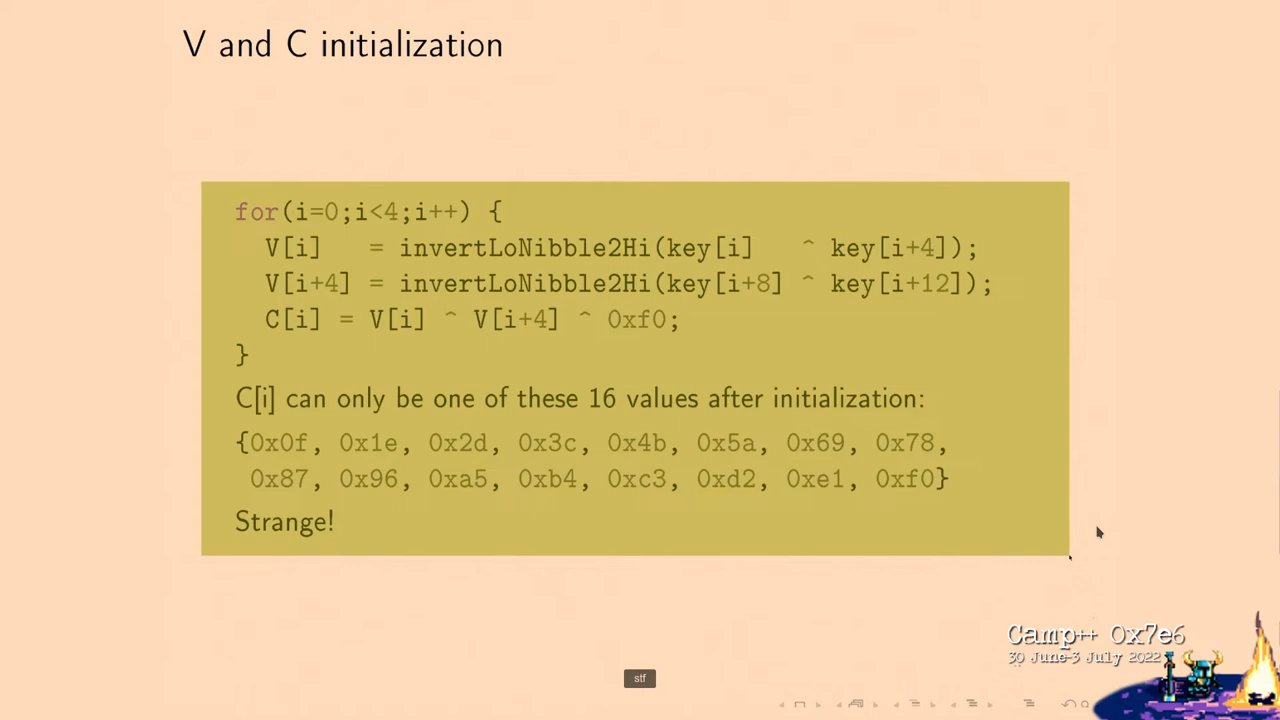 V and C initialization
for(i=0;i<4;i++) {
V[i]   = invertLoNibble2Hi(key[i]   ^ key[i+4]);
V[i+4] = invertLoNibble2Hi(key[i+8] ^ key[i+12]);
C[i] = V[i] ^ V[i+4] ^ 0xf0;
}
C[i] can only be one of these 16 values after initialization:
{0x0f, 0x1e, 0x2d, 0x3c, 0x4b, 0x5a, 0x69, 0x78,
0x87, 0x96, 0xa5, 0xb4, 0xc3, 0xd2, 0xe1, 0xf0}
Strange!
Camp++ 0x7e6
30 June-3 July 2022
stf